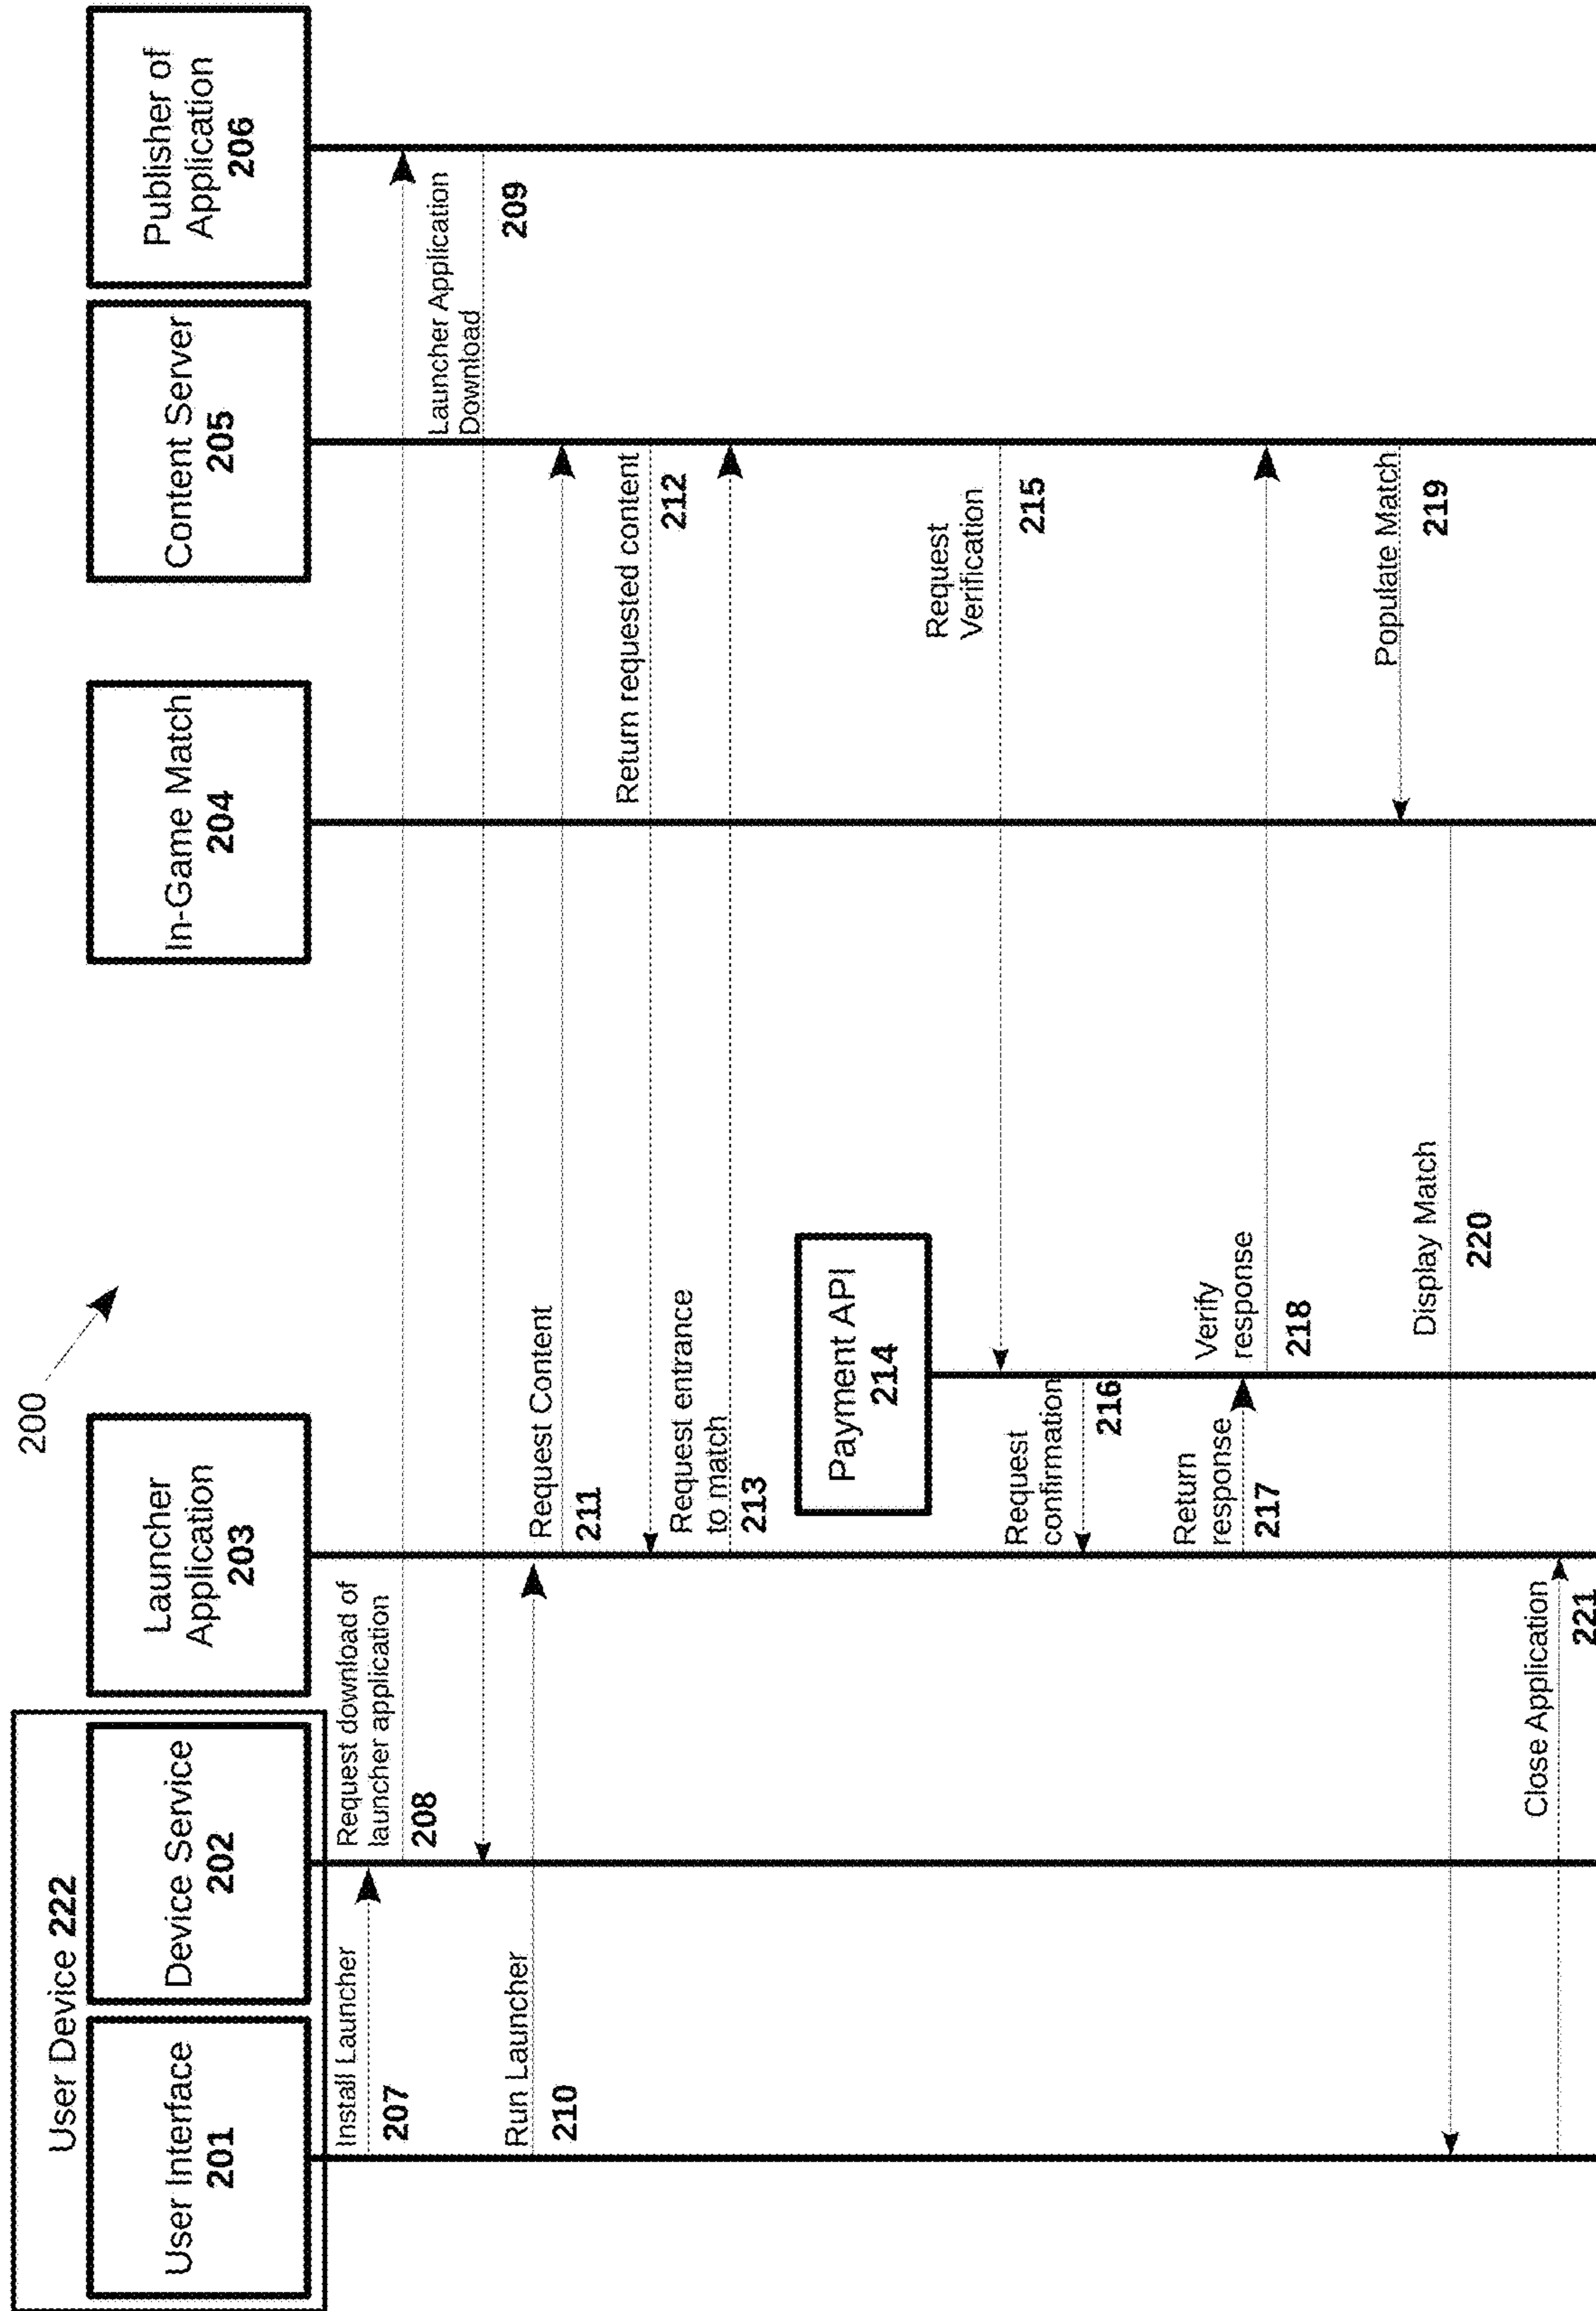 200
User Device 222
User Interface
201
Device Service
202
Launcher
Application
203
In-Game Match
204
Content Server
205
Publisher of
Application
206
Install Launcher
207
Request download of
launcher application
208
Launcher Application
Download
209
Run Launcher
210
Request Content
211
Return requested content
212
Request entrance
to match
213
Payment API
214
Request
Verification
215
Request
confirmation
216
Return
response
217
Verify
response
218
Populate Match
219
Display Match
220
Close Application
221